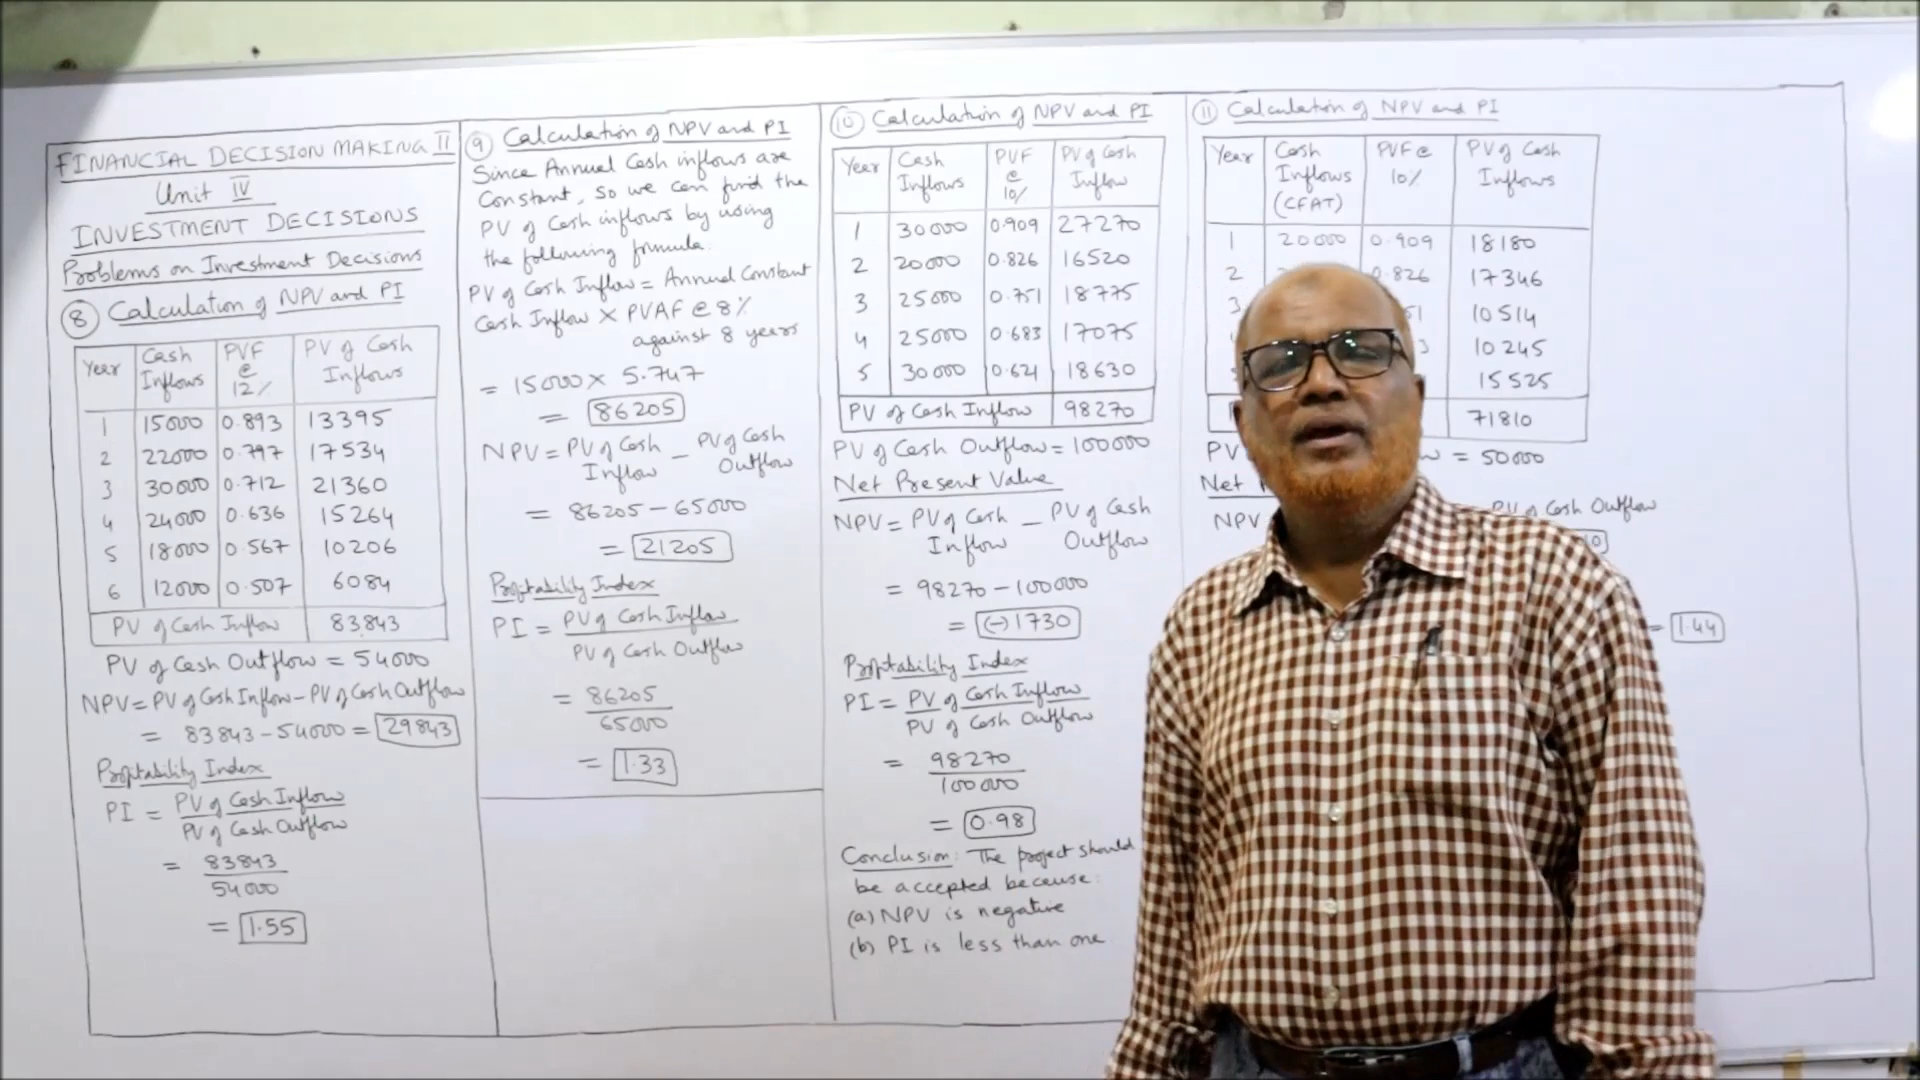 FINANCIAL DECISION MAKING II
Unit IV
INVESTMENT DECISIONS
Problems on Investment Decisions
⑧ Calculation of NPV and PI
Year Cash Inflows PVF @ 12% PV of Cash Inflows
1 15000 0.893 13395
2 22000 0.797 17534
3 30000 0.712 21360
4 24000 0.636 15264
5 18000 0.567 10206
6 12000 0.507 6084
PV of Cash Inflow 83843
PV of Cash Outflow = 54000
NPV = PV of Cash Inflow - PV of Cash Outflow
= 83843 - 54000 = 29843
Profitability Index
PI = PV of Cash Inflow
PV of Cash Outflow
= 83843
54000
= 1.55
⑨ Calculation of NPV and PI
Since Annual Cash inflows are
Constant, so we can find the
PV of Cash inflows by using
the following formula.
PV of Cash Inflow = Annual Constant
Cash Inflow × PVAF @ 8%
against 8 years
= 15000 × 5.747
= 86205
NPV = PV of Cash Inflow - PV of Cash Outflow
= 86205 - 65000
= 21205
Profitability Index
PI = PV of Cash Inflow
PV of Cash Outflow
= 86205
65000
= 1.33
⑩ Calculation of NPV and PI
Year Cash Inflows PVF @ 10% PV of Cash Inflow
1 30000 0.909 27270
2 20000 0.826 16520
3 25000 0.751 18775
4 25000 0.683 17075
5 30000 0.621 18630
PV of Cash Inflow 98270
PV of Cash Outflow = 100000
Net Present Value
NPV = PV of Cash Inflow - PV of Cash Outflow
= 98270 - 100000
= (-) 1730
Profitability Index
PI = PV of Cash Inflow
PV of Cash Outflow
= 98270
100000
= 0.98
Conclusion: The project should
be accepted because:
(a) NPV is negative
(b) PI is less than one
⑪ Calculation of NPV and PI
Year Cash Inflows (CFAT) PVF @ 10% PV of Cash Inflows
1 20000 0.909 18180
2 0.826 17346
3 10514
10245
15525
71810
PV = 50000
Net
NPV PV of Cash Outflow
= 1.44